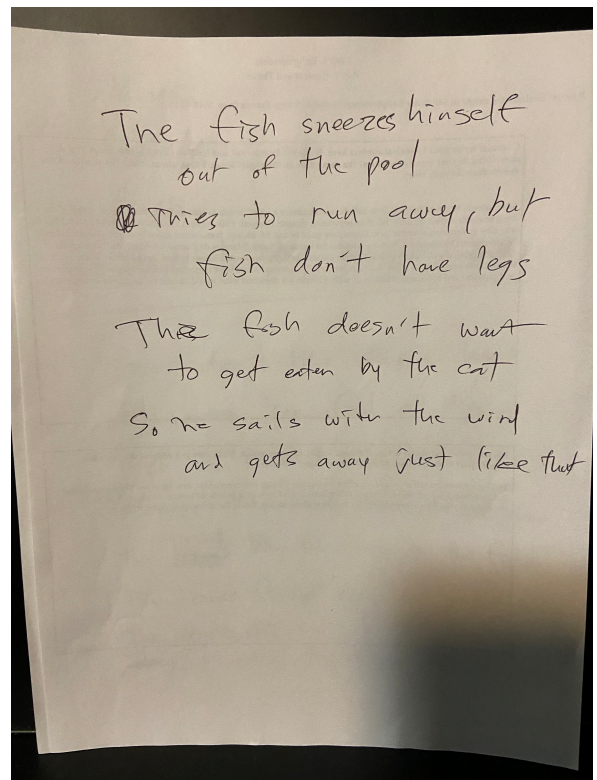 The fish sneezes himself
out of the pool
Tries to run away, but
fish don't have legs
The fish doesn't want
to get eaten by the cat
So he sails with the wind
and gets away just like that